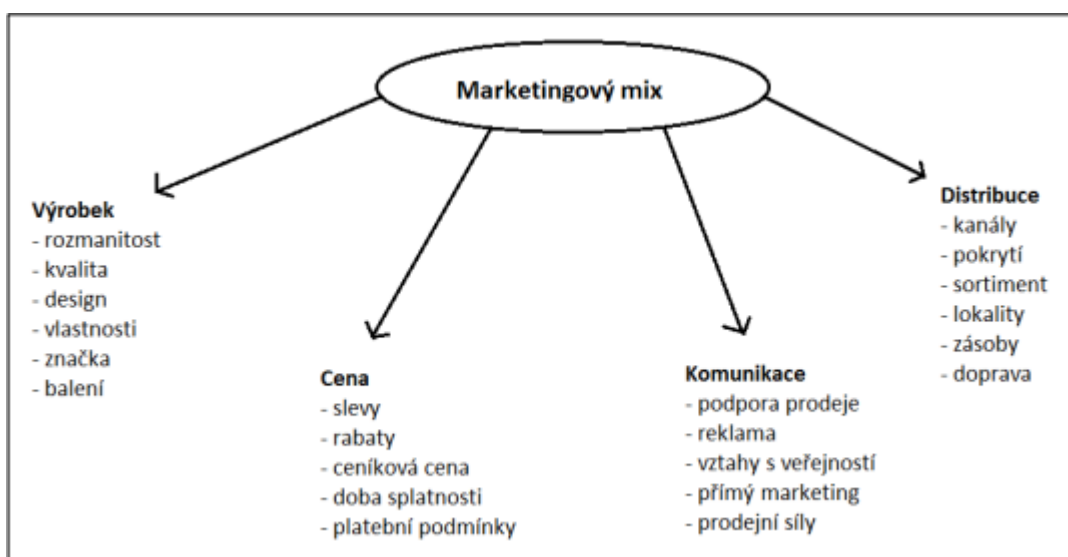 Marketingový mix
Výrobek
- rozmanitost
- kvalita
- design
- vlastnosti
- značka
- balení
Cena
- slevy
- rabaty
- ceníková cena
- doba splatnosti
- platební podmínky
Komunikace
- podpora prodeje
- reklama
- vztahy s veřejností
- přímý marketing
- prodejní síly
Distribuce
- kanály
- pokrytí
- sortiment
- lokality
- zásoby
- doprava